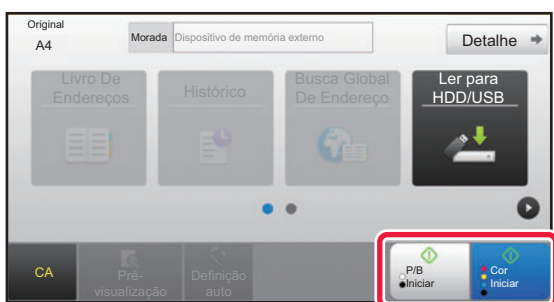 Original
A4
Morada Dispositivo de memória externo
Detalhe
Livro De
Endereços
Histórico
Busca Global
De Endereço
Ler para
HDD/USB
CA
Pré-
visualização
Definição
auto
P/B
Iniciar
Cor
Iniciar